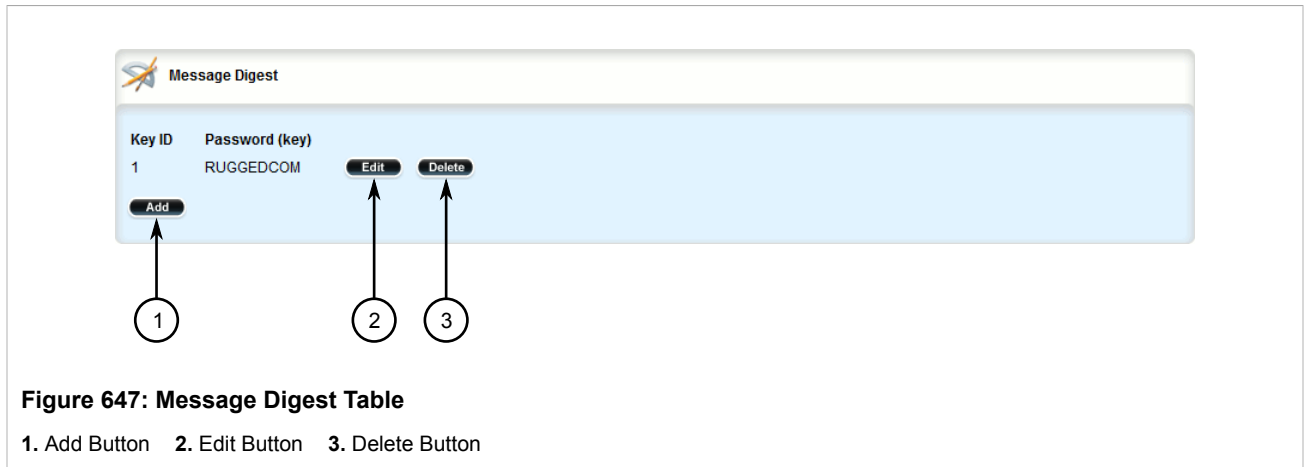 Message Digest
Key ID Password (key)
1 RUGGEDCOM Edit Delete
Add
1 2 3
Figure 647: Message Digest Table
1. Add Button 2. Edit Button 3. Delete Button